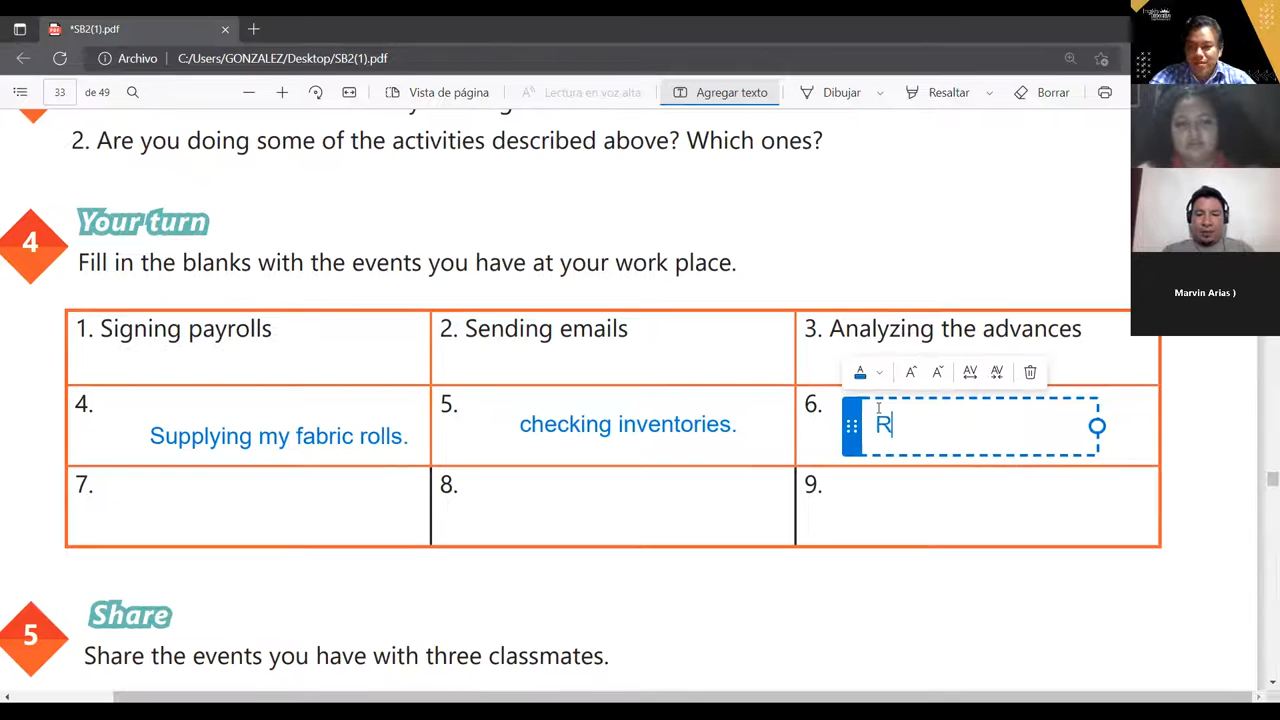 *SB2(1).pdf
Archivo C:/Users/GONZALEZ/Desktop/SB2(1).pdf
33 de 49 Vista de página Lectura en voz alta Agregar texto Dibujar Resaltar Borrar
2. Are you doing some of the activities described above? Which ones?
4 Your turn
Fill in the blanks with the events you have at your work place.
1. Signing payrolls 2. Sending emails 3. Analyzing the advances
4. Supplying my fabric rolls. 5. checking inventories. 6. R
7. 8. 9.
5 Share
Share the events you have with three classmates.
Marvin Arias )